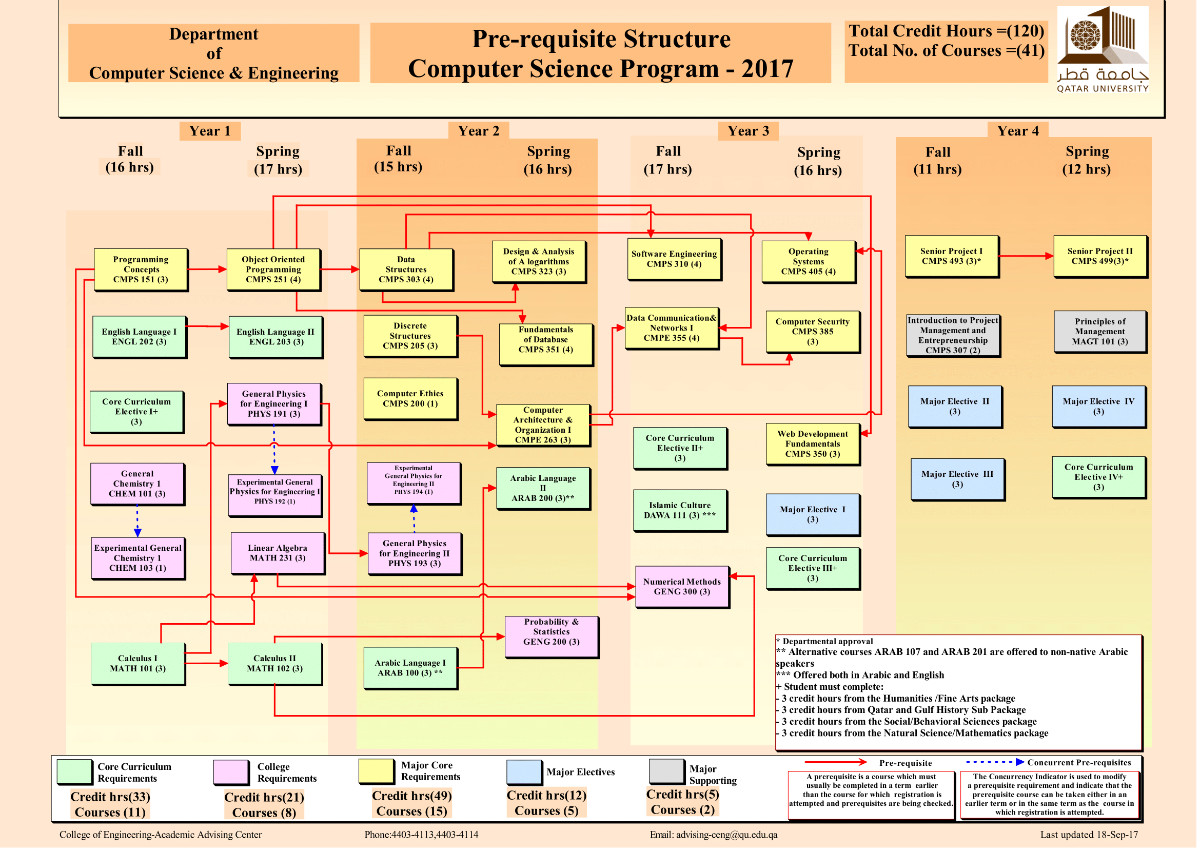 Department
of
Computer Science & Engineering
Pre-requisite Structure
Computer Science Program - 2017
Total Credit Hours =(120)
Total No. of Courses =(41)
جامعة قطر
QATAR UNIVERSITY
Year 1
Year 2
Year 3
Year 4
Fall
(16 hrs)
Spring
(17 hrs)
Fall
(15 hrs)
Spring
(16 hrs)
Fall
(17 hrs)
Spring
(16 hrs)
Fall
(11 hrs)
Spring
(12 hrs)
Programming
Concepts
CMPS 151 (3)
Object Oriented
Programming
CMPS 251 (4)
Data
Structures
CMPS 303 (4)
Design & Analysis
of A logarithms
CMPS 323 (3)
Software Engineering
CMPS 310 (4)
Operating
Systems
CMPS 405 (4)
Senior Project I
CMPS 493 (3)*
Senior Project II
CMPS 499(3)*
English Language I
ENGL 202 (3)
English Language II
ENGL 203 (3)
Discrete
Structures
CMPS 205 (3)
Fundamentals
of Database
CMPS 351 (4)
Data Communication&
Networks I
CMPE 355 (4)
Computer Security
CMPS 385
(3)
Introduction to Project
Management and
Entrepreneurship
CMPS 307 (2)
Principles of
Management
MAGT 101 (3)
Core Curriculum
Elective I+
(3)
General Physics
for Engineering I
PHYS 191 (3)
Computer Ethics
CMPS 200 (1)
Computer
Architecture &
Organization I
CMPE 263 (3)
Core Curriculum
Elective II+
(3)
Web Development
Fundamentals
CMPS 350 (3)
Major Elective II
(3)
Major Elective IV
(3)
General
Chemistry 1
CHEM 101 (3)
Experimental General
Physics for Engineering I
PHYS 192 (1)
Experimental
General Physics for
Engineering II
PHYS 194 (1)
Arabic Language
II
ARAB 200 (3)**
Islamic Culture
DAWA 111 (3) ***
Major Elective I
(3)
Major Elective III
(3)
Core Curriculum
Elective IV+
(3)
Experimental General
Chemistry 1
CHEM 103 (1)
Linear Algebra
MATH 231 (3)
General Physics
for Engineering II
PHYS 193 (3)
Numerical Methods
GENG 300 (3)
Core Curriculum
Elective III+
(3)
Calculus I
MATH 101 (3)
Calculus II
MATH 102 (3)
Arabic Language I
ARAB 100 (3) **
Probability &
Statistics
GENG 200 (3)
* Departmental approval
** Alternative courses ARAB 107 and ARAB 201 are offered to non-native Arabic
speakers
*** Offered both in Arabic and English
+ Student must complete:
- 3 credit hours from the Humanities /Fine Arts package
- 3 credit hours from Qatar and Gulf History Sub Package
- 3 credit hours from the Social/Behavioral Sciences package
- 3 credit hours from the Natural Science/Mathematics package
Core Curriculum
Requirements
Credit hrs(33)
Courses (11)
College
Requirements
Credit hrs(21)
Courses (8)
Major Core
Requirements
Credit hrs(49)
Courses (15)
Major Electives
Credit hrs(12)
Courses (5)
Major
Supporting
Credit hrs(5)
Courses (2)
Pre-requisite
A prerequisite is a course which must
usually be completed in a term earlier
than the course for which registration is
attempted and prerequisites are being checked.
Concurrent Pre-requisites
The Concurrency Indicator is used to modify
a prerequisite requirement and indicate that the
prerequisite course can be taken either in an
earlier term or in the same term as the course in
which registration is attempted.
College of Engineering-Academic Advising Center
Phone:4403-4113,4403-4114
Email: advising-ceng@qu.edu.qa
Last updated 18-Sep-17